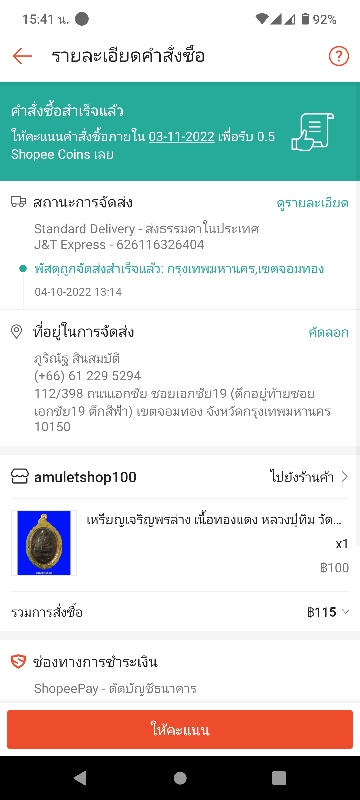 15:41 น.
92%
รายละเอียดคำสั่งซื้อ
?
คำสั่งซื้อสำเร็จแล้ว
ให้คะแนนคำสั่งซื้อภายใน 03-11-2022 เพื่อรับ 0.5
Shopee Coins เลย
สถานะการจัดส่ง
ดูรายละเอียด
Standard Delivery - ส่งธรรมดาในประเทศ
J&T Express - 626116326404
พัสดุถูกจัดส่งสำเร็จแล้ว: กรุงเทพมหานคร,เขตจอมทอง
04-10-2022 13:14
ที่อยู่ในการจัดส่ง
คัดลอก
ภูริณัฐ สินสมบัติ
(+66) 61 229 5294
112/398 ถนนเอกชัย ซอยเอกชัย19 (ตึกอยู่ท้ายซอย
เอกชัย19 ตึกสีฟ้า) เขตจอมทอง จังหวัดกรุงเทพมหานคร
10150
amuletshop100
ไปยังร้านค้า
เหรียญเจริญพรล่าง เนื้อทองแดง หลวงปู่ทิม วัด...
x1
฿100
รวมการสั่งซื้อ
฿115
ช่องทางการชำระเงิน
ShopeePay - ตัดบัญชีธนาคาร
ให้คะแนน